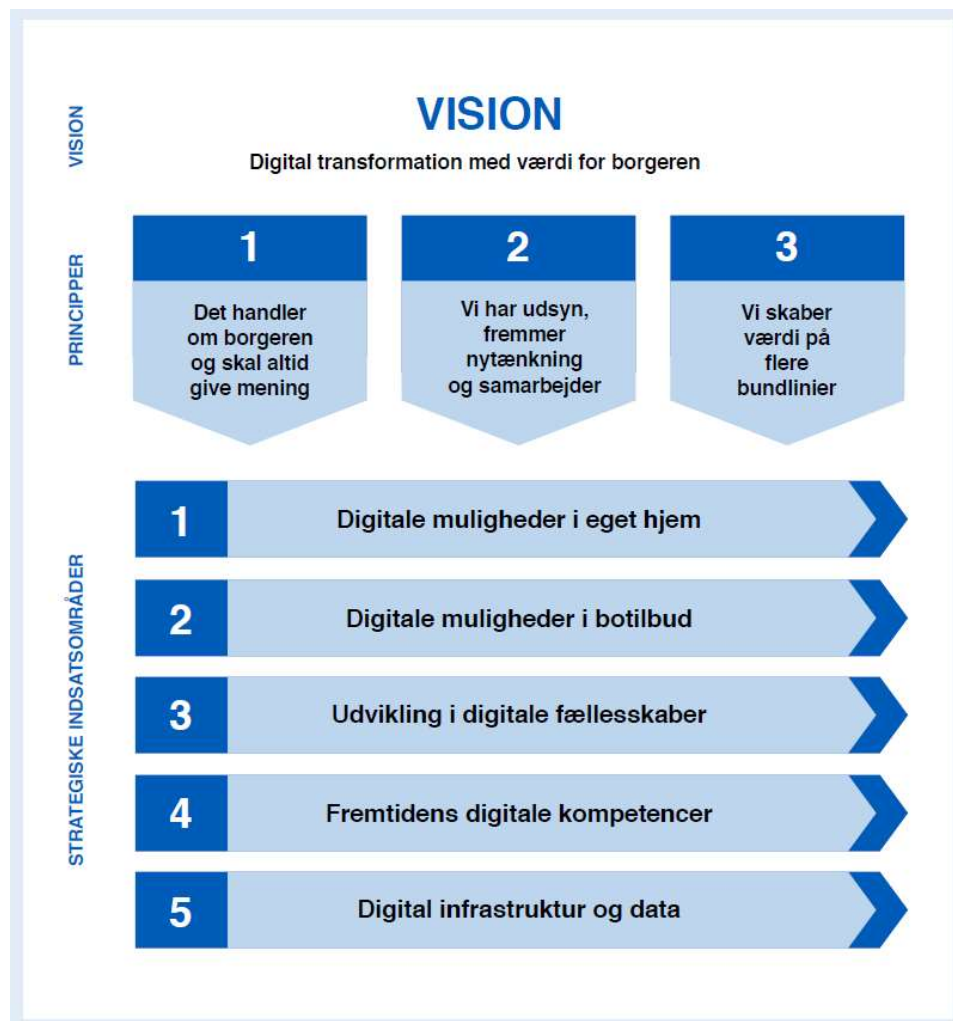 VISION
VISION
Digital transformation med værdi for borgeren
PRINCIPPER
1
Det handler
om borgeren
og skal altid
give mening
2
Vi har udsyn,
fremmer
nytænkning
og samarbejder
3
Vi skaber
værdi på
flere
bundlinier
STRATEGISKE INDSATSOMRÅDER
1
Digitale muligheder i eget hjem
2
Digitale muligheder i botilbud
3
Udvikling i digitale fællesskaber
4
Fremtidens digitale kompetencer
5
Digital infrastruktur og data